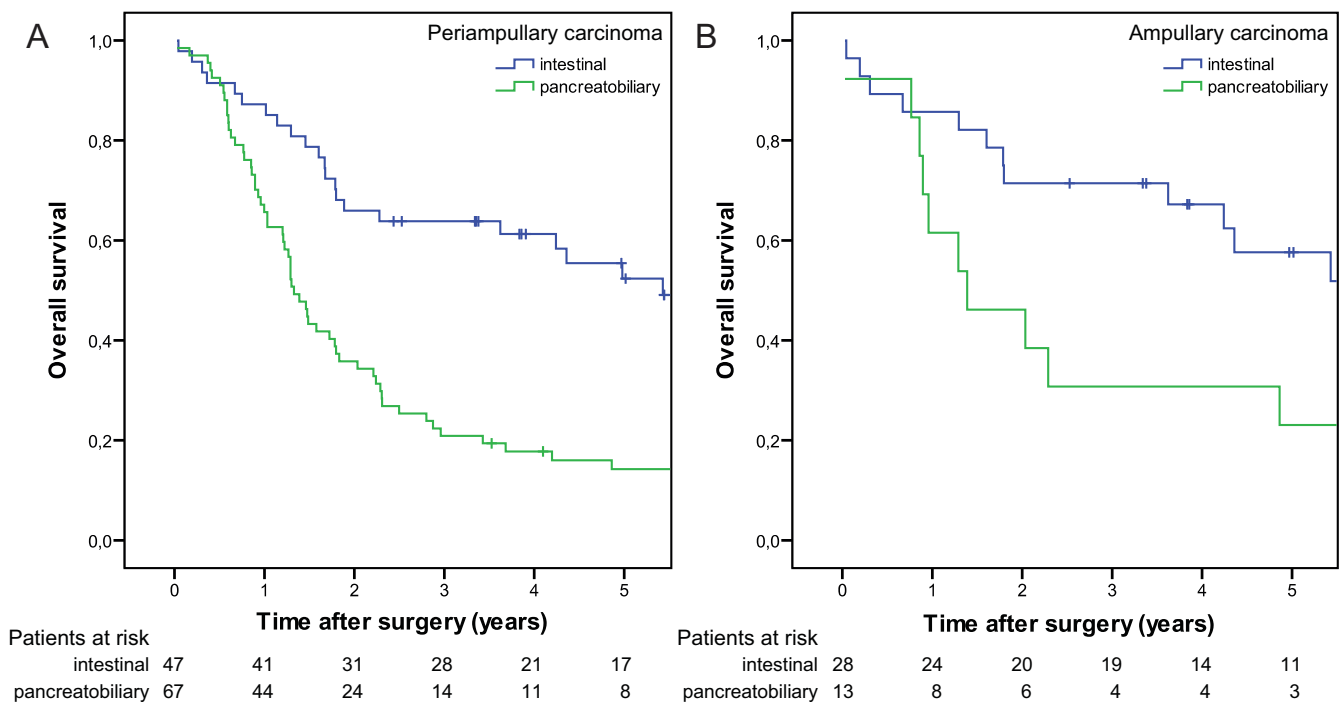 A
Periampullary carcinoma
intestinal
pancreatobiliary
1,0
0,8
0,6
0,4
0,2
0,0
Overall survival
0 1 2 3 4 5
Time after surgery (years)
Patients at risk
intestinal 47 41 31 28 21 17
pancreatobiliary 67 44 24 14 11 8
B
Ampullary carcinoma
intestinal
pancreatobiliary
1,0
0,8
0,6
0,4
0,2
0,0
Overall survival
0 1 2 3 4 5
Time after surgery (years)
Patients at risk
intestinal 28 24 20 19 14 11
pancreatobiliary 13 8 6 4 4 3